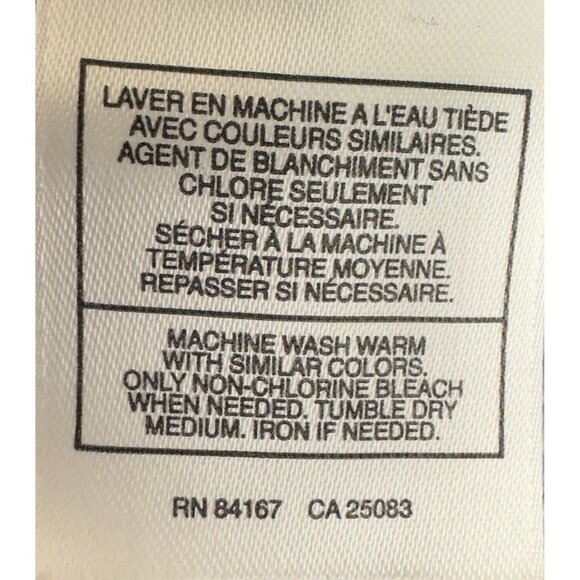 LAVER EN MACHINE A L'EAU TIÈDE
AVEC COULEURS SIMILAIRES.
AGENT DE BLANCHIMENT SANS
CHLORE SEULEMENT
SI NÉCESSAIRE.
SÉCHER À LA MACHINE À
TEMPÉRATURE MOYENNE.
REPASSER SI NÉCESSAIRE.
MACHINE WASH WARM
WITH SIMILAR COLORS.
ONLY NON-CHLORINE BLEACH
WHEN NEEDED. TUMBLE DRY
MEDIUM. IRON IF NEEDED.
RN 84167 CA 25083